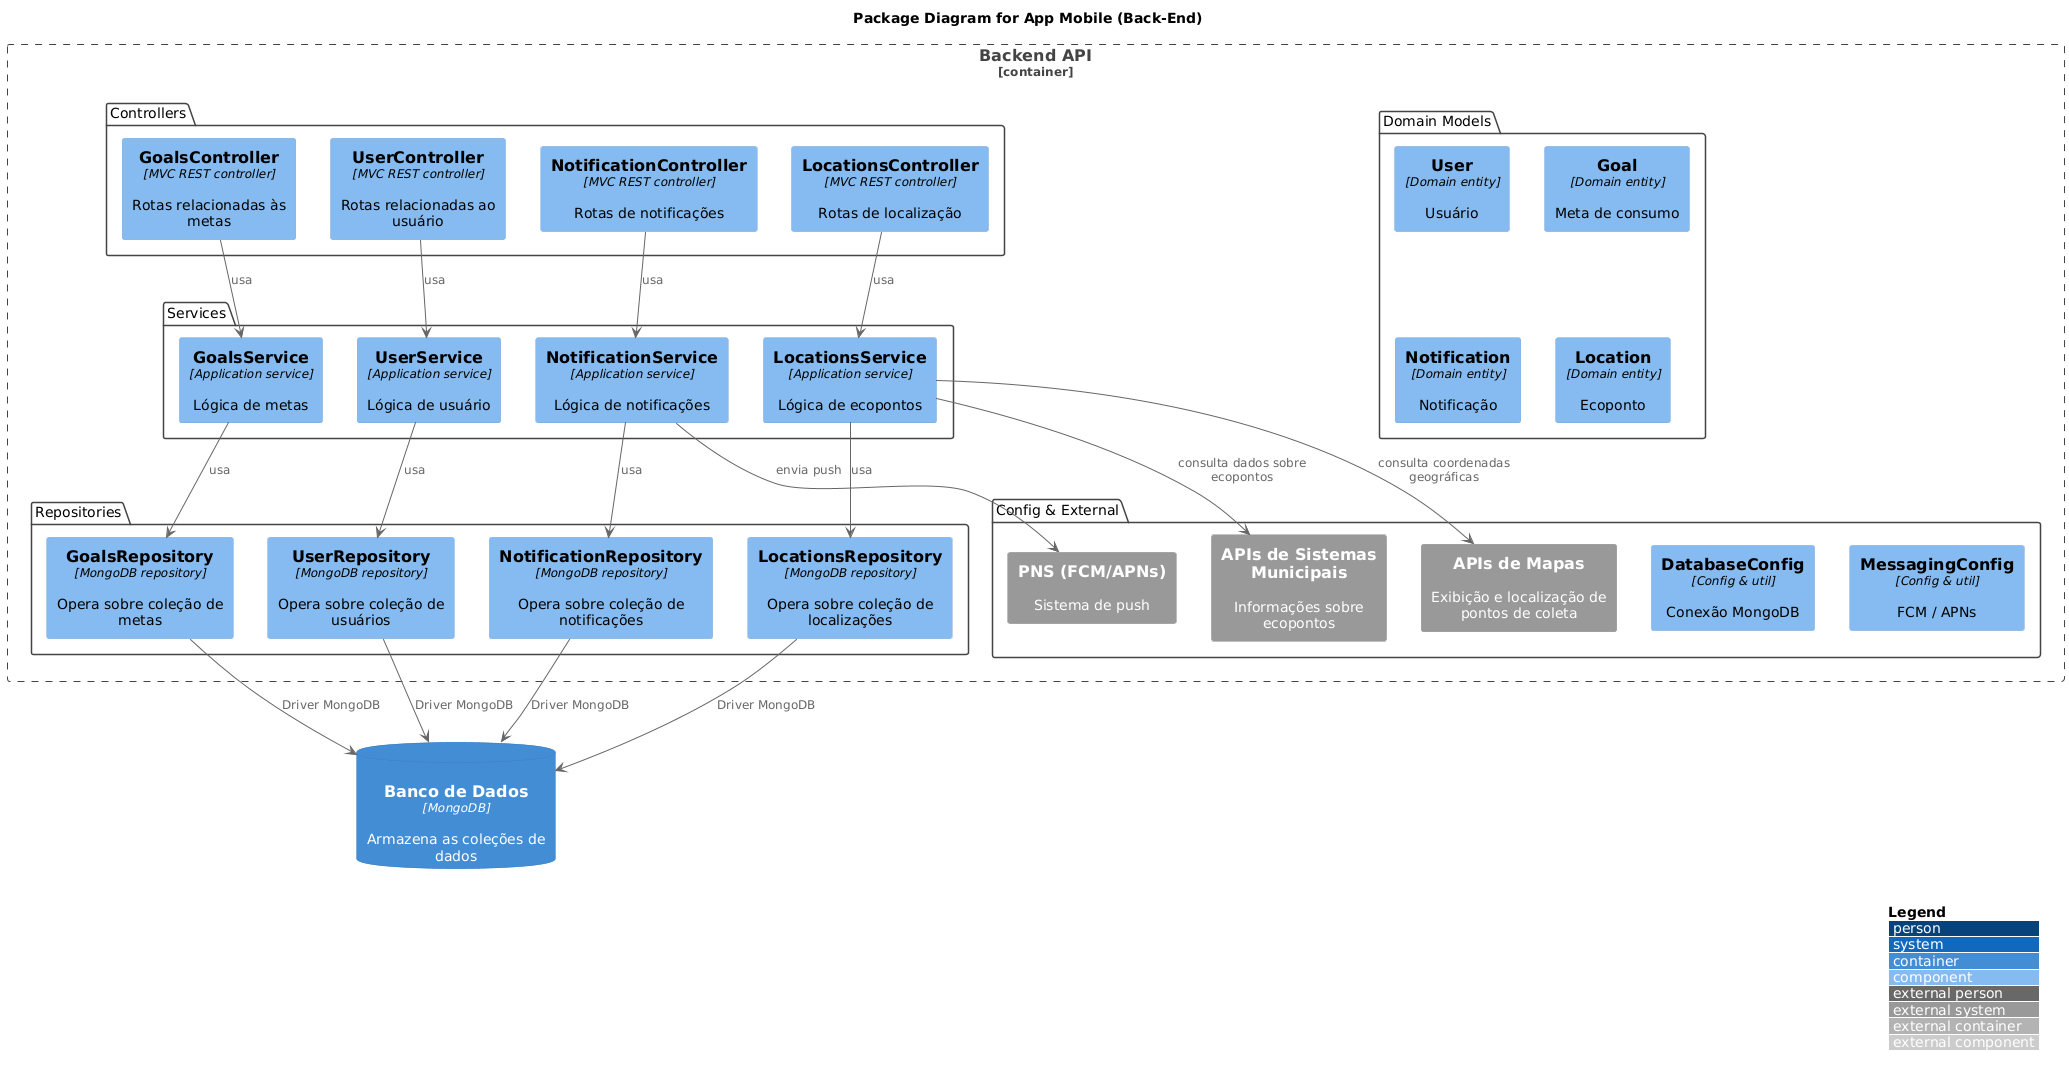 Package Diagram for App Mobile (Back-End)
Backend API
[container]
Controllers
GoalsController
[MVC REST controller]
Rotas relacionadas às
metas
UserController
[MVC REST controller]
Rotas relacionadas ao
usuário
NotificationController
[MVC REST controller]
Rotas de notificações
LocationsController
[MVC REST controller]
Rotas de localização
Domain Models
User
[Domain entity]
Usuário
Goal
[Domain entity]
Meta de consumo
Notification
[Domain entity]
Notificação
Location
[Domain entity]
Ecoponto
usa
usa
usa
usa
Services
GoalsService
[Application service]
Lógica de metas
UserService
[Application service]
Lógica de usuário
NotificationService
[Application service]
Lógica de notificações
LocationsService
[Application service]
Lógica de ecopontos
usa
usa
usa
envia push
usa
consulta dados sobre
ecopontos
consulta coordenadas
geográficas
Repositories
GoalsRepository
[MongoDB repository]
Opera sobre coleção de
metas
UserRepository
[MongoDB repository]
Opera sobre coleção de
usuários
NotificationRepository
[MongoDB repository]
Opera sobre coleção de
notificações
LocationsRepository
[MongoDB repository]
Opera sobre coleção de
localizações
Config & External
PNS (FCM/APNs)
Sistema de push
APIs de Sistemas
Municipais
Informações sobre
ecopontos
APIs de Mapas
Exibição e localização de
pontos de coleta
DatabaseConfig
[Config & util]
Conexão MongoDB
MessagingConfig
[Config & util]
FCM / APNs
Driver MongoDB
Driver MongoDB
Driver MongoDB
Driver MongoDB
Banco de Dados
[MongoDB]
Armazena as coleções de
dados
Legend
person
system
container
component
external person
external system
external container
external component